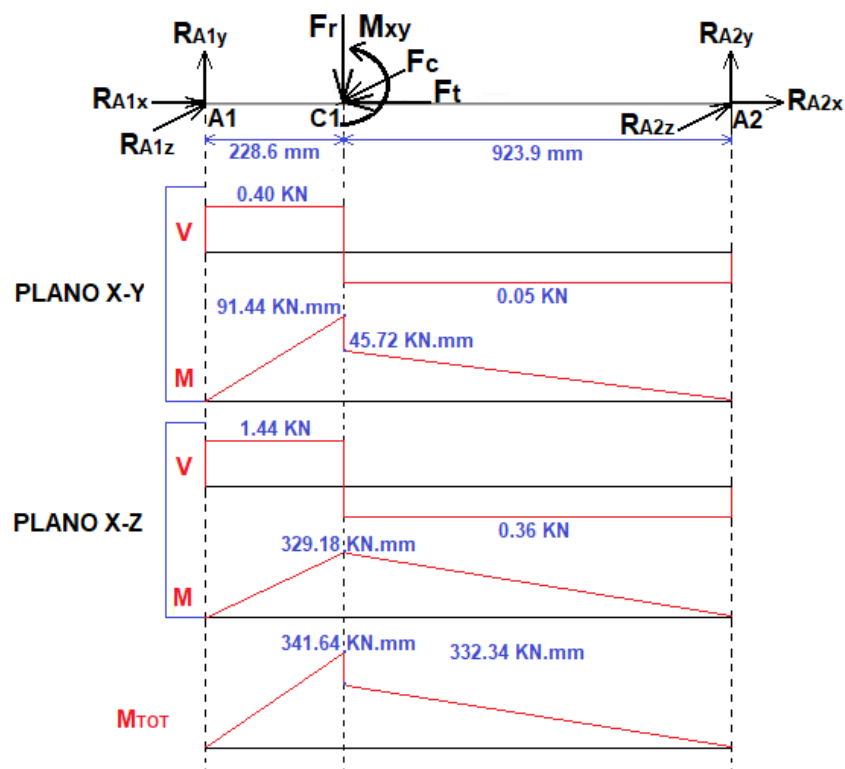 RA1y
Fr
Mxy
RA2y
Fc
RA1x
Ft
RA2x
A1
C1
A2
RA1z
RA2z
228.6 mm
923.9 mm
0.40 KN
V
PLANO X-Y
0.05 KN
91.44 KN.mm
45.72 KN.mm
M
1.44 KN
V
PLANO X-Z
0.36 KN
329.18 KN.mm
M
341.64 KN.mm
332.34 KN.mm
MTOT